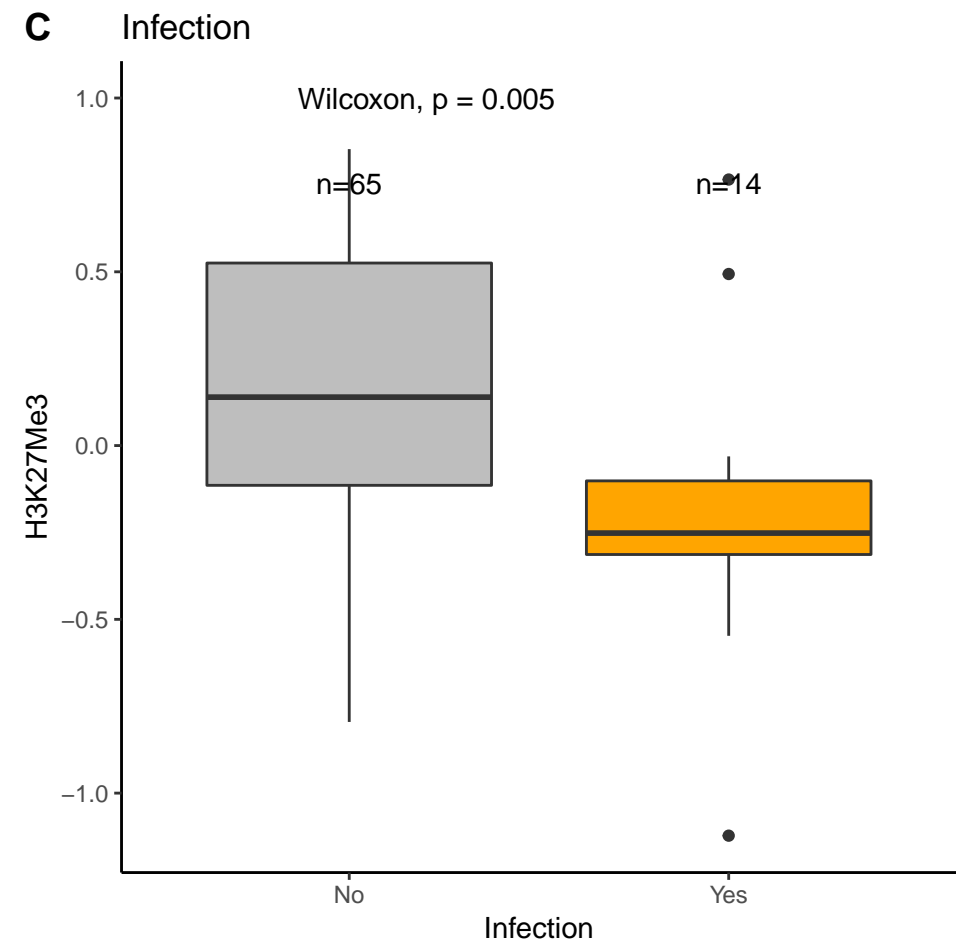 C Infection
Wilcoxon, p = 0.005
n=65 n=14
1.0
0.5
0.0
−0.5
−1.0
H3K27Me3
No Yes
Infection